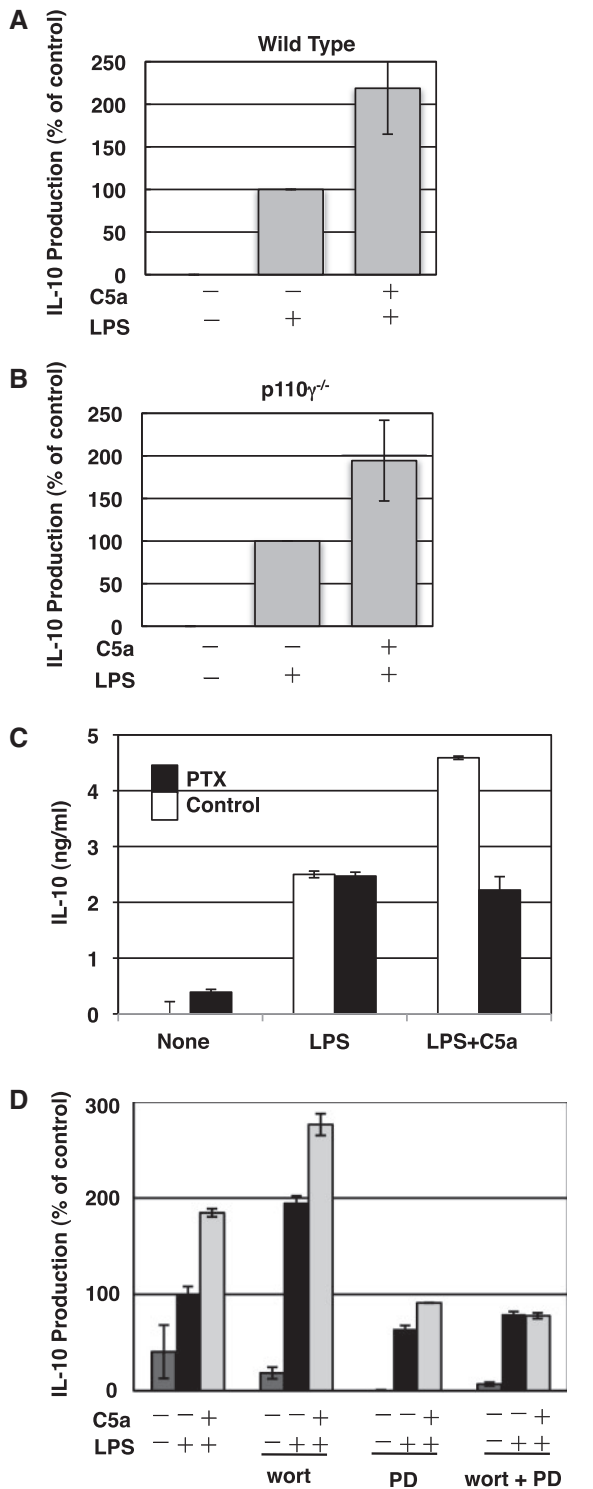 A
Wild Type
IL-10 Production (% of control)
250
200
150
100
50
0
C5a − − +
LPS − + +
B
p110γ-/-
IL-10 Production (% of control)
250
200
150
100
50
0
C5a − − +
LPS − + +
C
IL-10 (ng/ml)
5
4
3
2
1
0
PTX
Control
None LPS LPS+C5a
D
IL-10 Production (% of control)
300
200
100
0
C5a − − + − − + − − + − − +
LPS − + + − + + − + + − + +
wort PD wort + PD